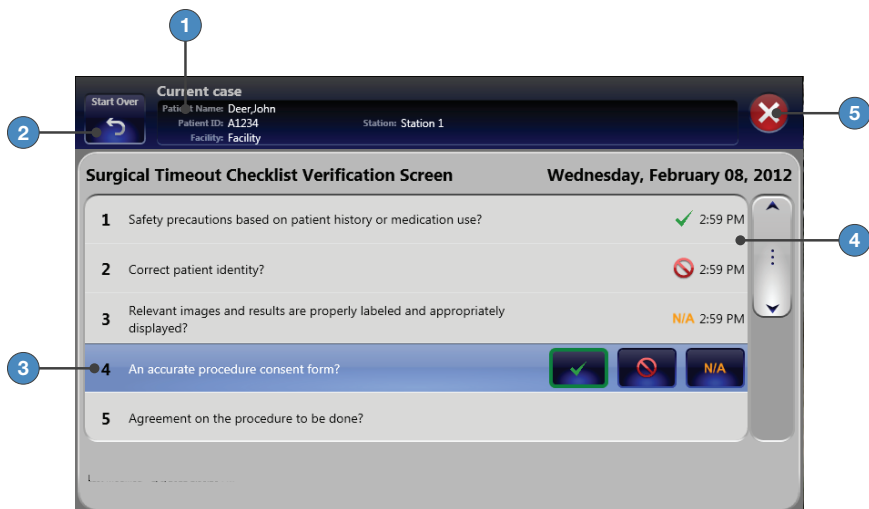 1
Current case
Start Over
Patient Name: Deer,John
Patient ID: A1234 Station: Station 1
Facility: Facility
5
2
Surgical Timeout Checklist Verification Screen Wednesday, February 08, 2012
1 Safety precautions based on patient history or medication use? 2:59 PM
4
2 Correct patient identity? 2:59 PM
3 Relevant images and results are properly labeled and appropriately
displayed? N/A 2:59 PM
3
4 An accurate procedure consent form? N/A
5 Agreement on the procedure to be done?